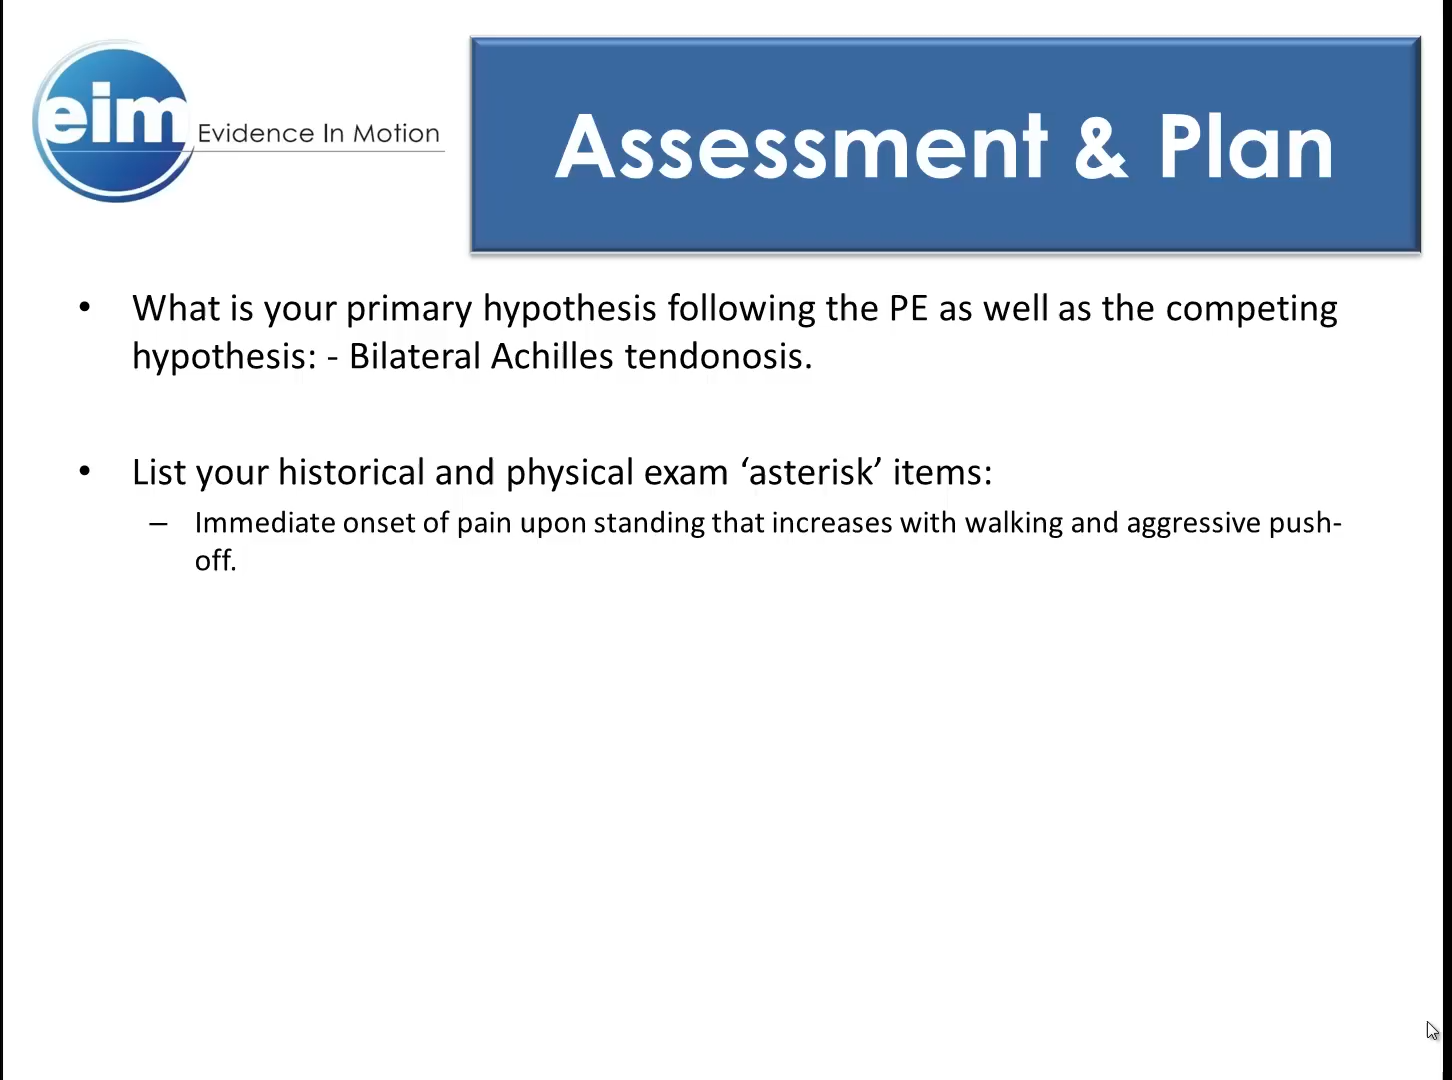 eim
Evidence In Motion
Assessment & Plan
• What is your primary hypothesis following the PE as well as the competing
hypothesis: - Bilateral Achilles tendonosis.
• List your historical and physical exam ‘asterisk’ items:
– Immediate onset of pain upon standing that increases with walking and aggressive push-
off.